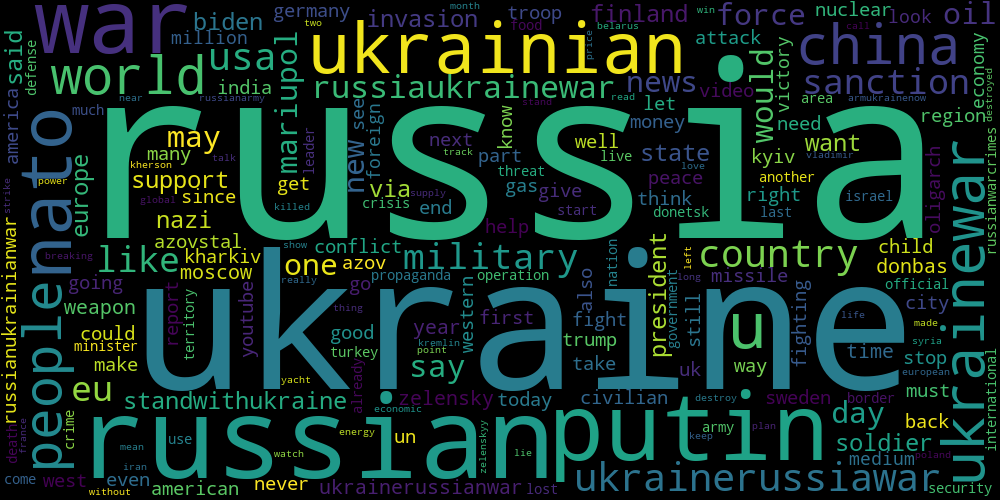 war
biden
germany
invasion
troop
finland
force
nuclear
look
oil
two
month
food
belarus
win
call
million
usa
ukrainian
attack
china
said
defense
world
india
mariupol
russiaukrainewar
news
video
would
victory
sanction
economy
america
much
near
russianarmy
russia
price
read
stand
let
money
area
armukrainenow
destroyed
region
nato
may
many
kherson
talk
leader
new
see
foreign
know
next
track
part
well
live
threat
state
peace
need
kyiv
want
vladimir
russianwarcrimes
people
europe
power
support
since
global
get
killed
via
crisis
end
gas
give
start
think
donetsk
right
another
last
israel
oligarch
strike
nazi
azovstal
kharkiv
moscow
breaking
like
one
show
really
conflict
azov
propaganda
military
operation
help
also
nation
president
left
country
missile
long
child
donbas
official
city
russianukrainianwar
going
weapon
could
minister
make
report
territory
youtube
ukraine
thing
go
good
turkey
year
kremlin
point
say
western
first
fight
trump
take
uk
government
still
u
way
fighting
life
time
made
syria
stop
european
ukrainewar
international
eu
yacht
standwithukraine
already
economic
zelensky
today
civilian
destroy
sweden
border
day
must
back
crime
death
france
russian
putin
army
keep
plan
soldier
poland
medium
use
mean
iran
even
come
west
without
american
energy
watch
never
un
ukrainerussianwar
zelenskyy
lie
lost
ukrainerussiawar
security